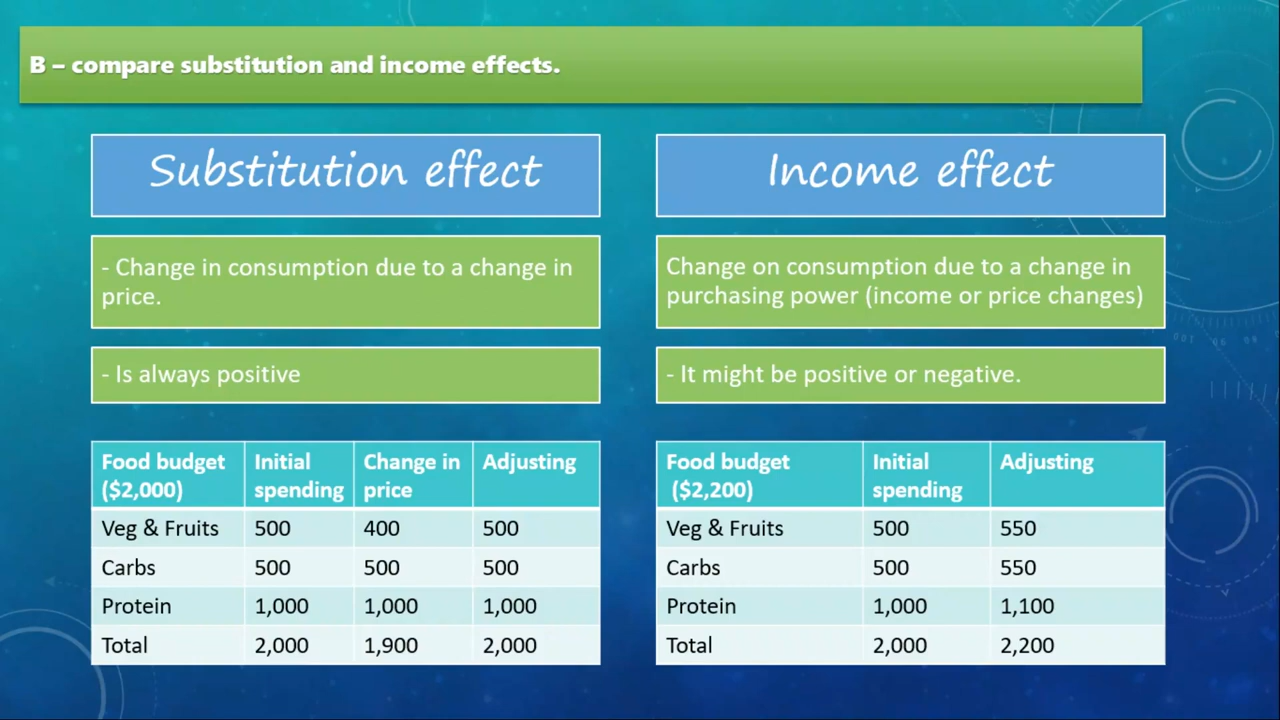 B – compare substitution and income effects.
Substitution effect
Income effect
- Change in consumption due to a change in
price.
Change on consumption due to a change in
purchasing power (income or price changes)
- Is always positive
- It might be positive or negative.
Food budget ($2,000) Initial spending Change in price Adjusting
Veg & Fruits 500 400 500
Carbs 500 500 500
Protein 1,000 1,000 1,000
Total 2,000 1,900 2,000
Food budget ($2,200) Initial spending Adjusting
Veg & Fruits 500 550
Carbs 500 550
Protein 1,000 1,100
Total 2,000 2,200